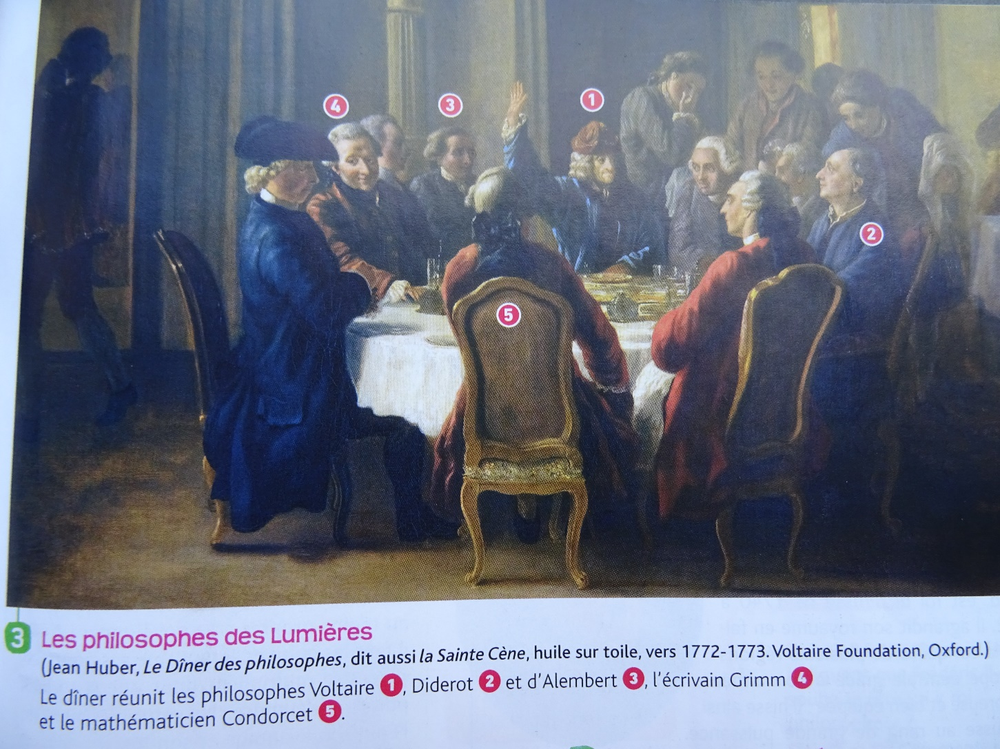 4
3
1
2
5
3 Les philosophes des Lumières
(Jean Huber, Le Dîner des philosophes, dit aussi la Sainte Cène, huile sur toile, vers 1772-1773. Voltaire Foundation, Oxford.)
Le dîner réunit les philosophes Voltaire 1, Diderot 2 et d'Alembert 3, l'écrivain Grimm 4
et le mathématicien Condorcet 5.